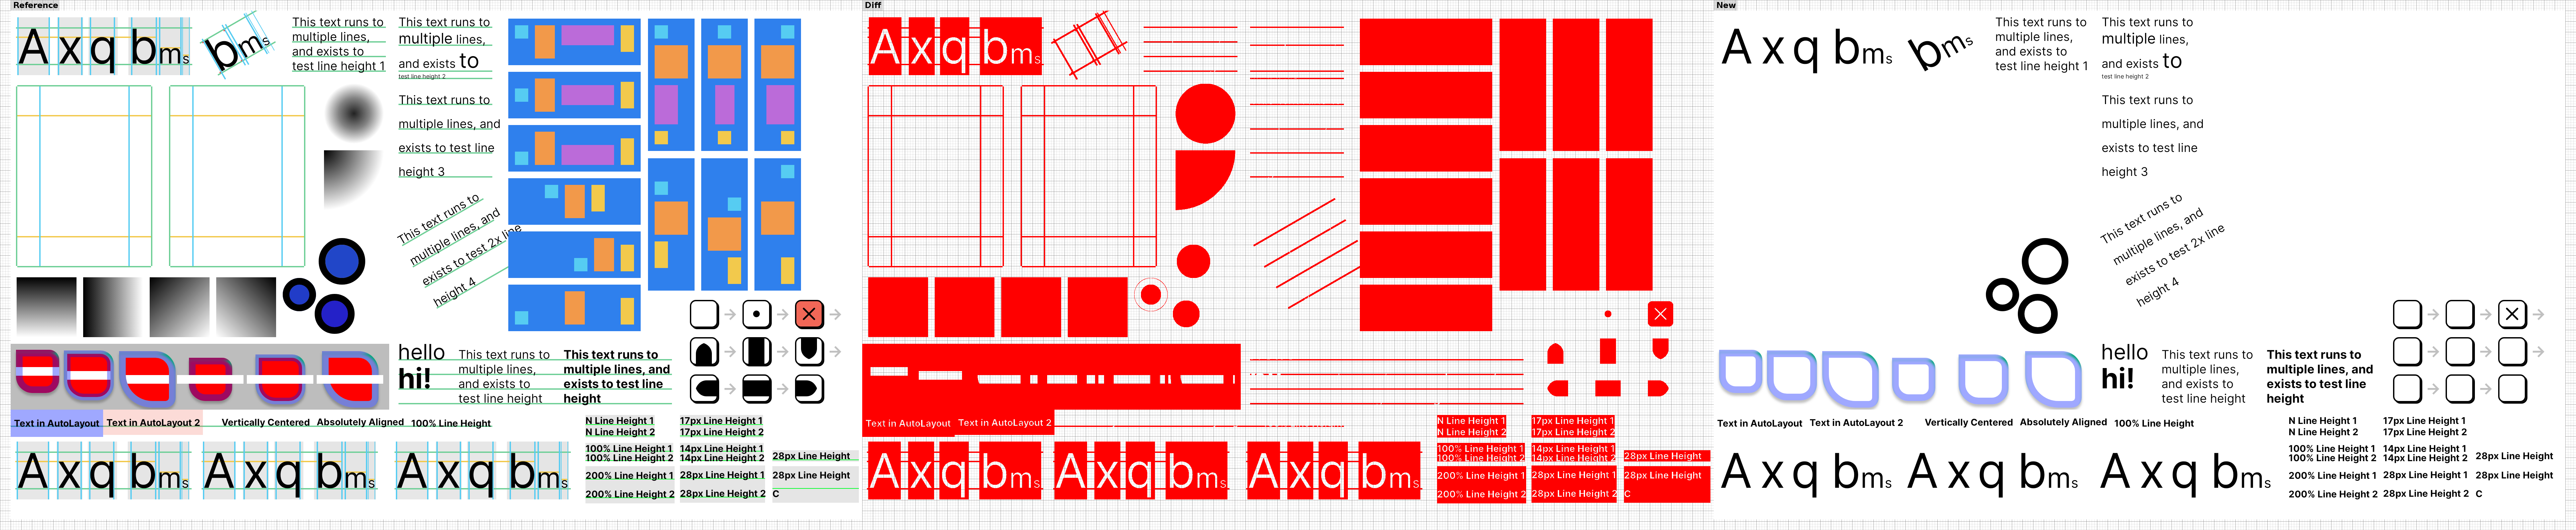 Reference
A x q b m s
b m s
This text runs to
multiple lines,
and exists to
test line height 1
This text runs to
multiple lines,
and exists to
test line height 2
This text runs to
multiple lines, and
exists to test line
height 3
This text runs to
multiple lines, and
exists to test 2x line
height 4
hello
hi!
This text runs to
multiple lines,
and exists to
test line height
This text runs to
multiple lines, and
exists to test line
height
Text in AutoLayout
Text in AutoLayout 2
Vertically Centered
Absolutely Aligned
100% Line Height
N Line Height 1
N Line Height 2
17px Line Height 1
17px Line Height 2
100% Line Height 1
100% Line Height 2
14px Line Height 1
14px Line Height 2
28px Line Height
200% Line Height 1
28px Line Height 1
28px Line Height
200% Line Height 2
28px Line Height 2
C
A x q b m s
A x q b m s
A x q b m s
Diff
A x q b m s
Text in AutoLayout
Text in AutoLayout 2
N Line Height 1
N Line Height 2
17px Line Height 1
17px Line Height 2
100% Line Height 1
100% Line Height 2
14px Line Height 1
14px Line Height 2
28px Line Height
200% Line Height 1
28px Line Height 1
28px Line Height
200% Line Height 2
28px Line Height 2
C
A x q b m s
A x q b m s
A x q b m s
New
A x q b m s
b m s
This text runs to
multiple lines,
and exists to
test line height 1
This text runs to
multiple lines,
and exists to
test line height 2
This text runs to
multiple lines, and
exists to test line
height 3
This text runs to
multiple lines, and
exists to test 2x line
height 4
hello
hi!
This text runs to
multiple lines,
and exists to
test line height
This text runs to
multiple lines, and
exists to test line
height
Text in AutoLayout
Text in AutoLayout 2
Vertically Centered
Absolutely Aligned
100% Line Height
N Line Height 1
N Line Height 2
17px Line Height 1
17px Line Height 2
100% Line Height 1
100% Line Height 2
14px Line Height 1
14px Line Height 2
28px Line Height
200% Line Height 1
28px Line Height 1
28px Line Height
200% Line Height 2
28px Line Height 2
C
A x q b m s
A x q b m s
A x q b m s